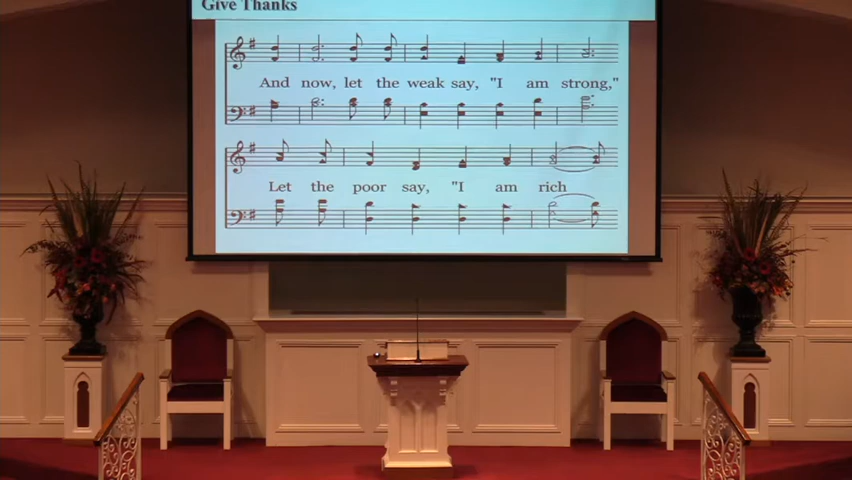 Give Thanks
And now, let the weak say, "I am strong,"
Let the poor say, "I am rich